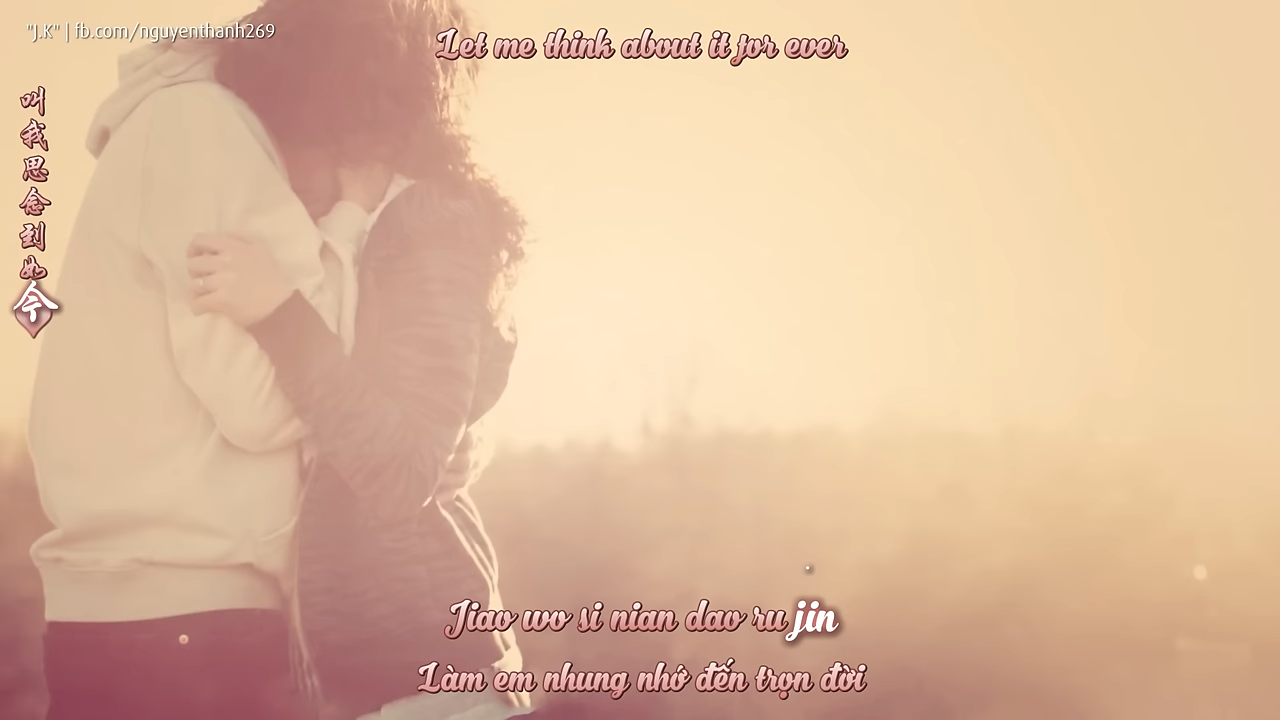 "J.K" | fb.com/nguyenthanh269
Let me think about it for ever
叫我思念到如今
Jiao wo si nian dao ru jin
Làm em nhung nhớ đến trọn đời